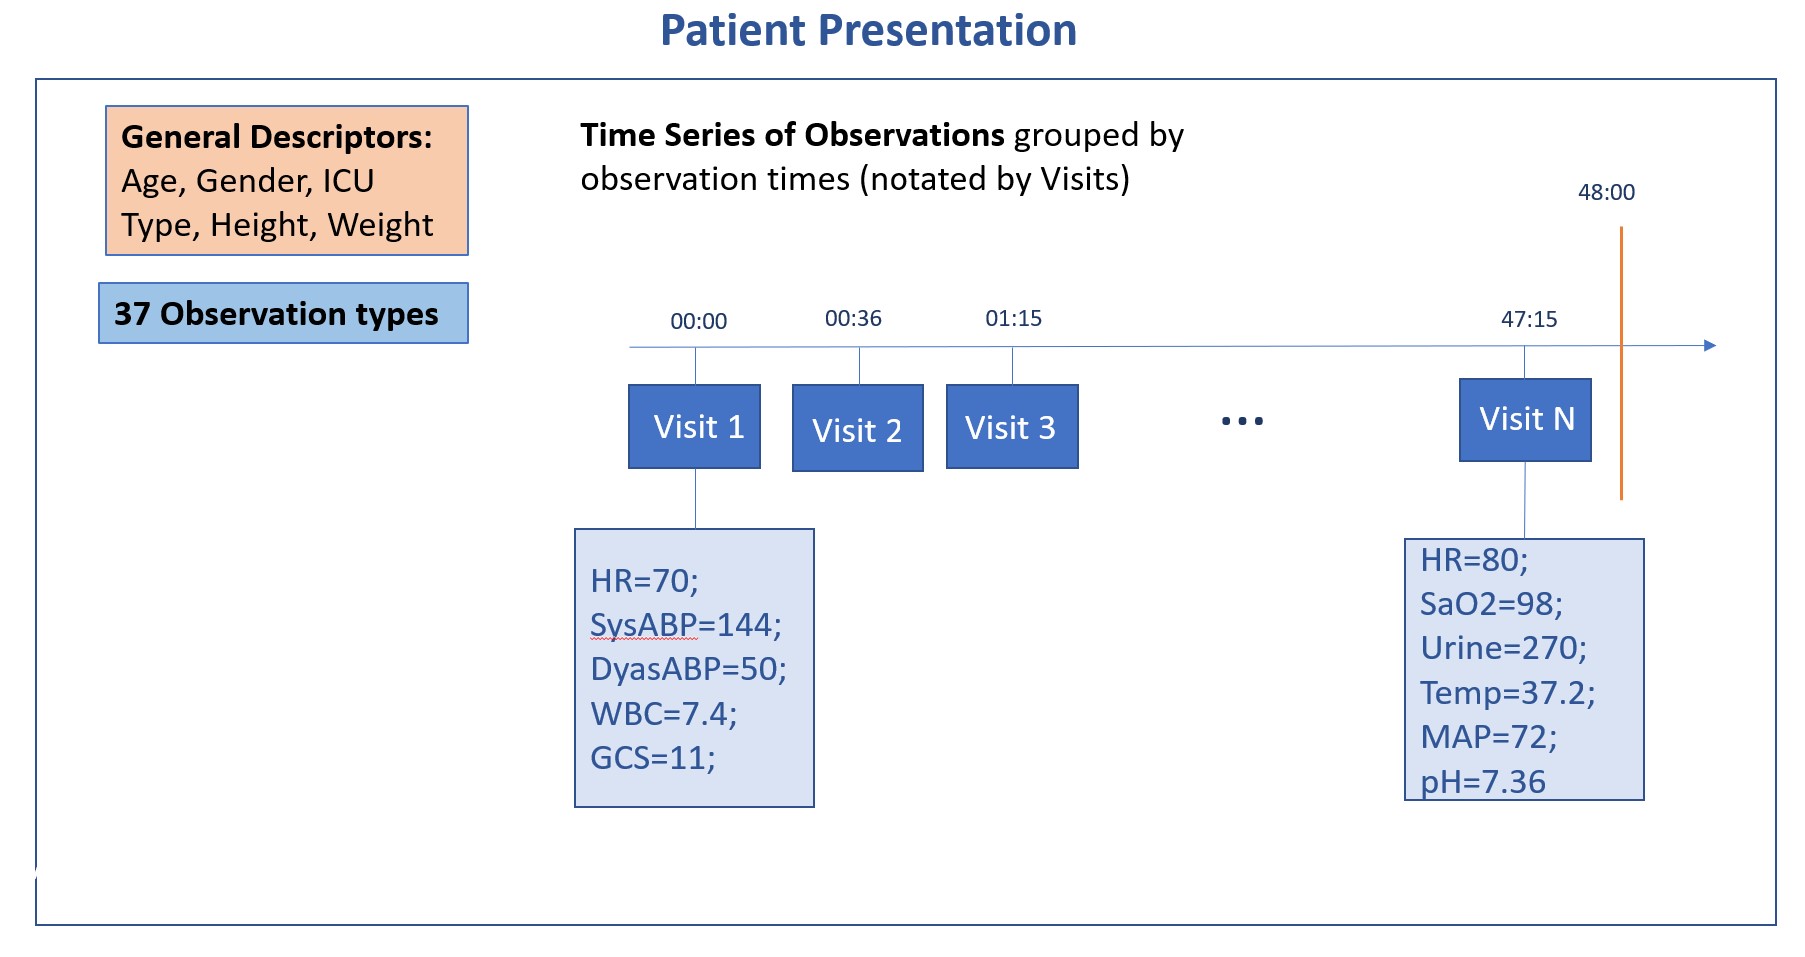 Patient Presentation
General Descriptors:
Age, Gender, ICU
Type, Height, Weight
37 Observation types
Time Series of Observations grouped by
observation times (notated by Visits)
48:00
00:00
00:36
01:15
47:15
Visit 1
Visit 2
Visit 3
...
Visit N
HR=70;
SysABP=144;
DyasABP=50;
WBC=7.4;
GCS=11;
HR=80;
SaO2=98;
Urine=270;
Temp=37.2;
MAP=72;
pH=7.36